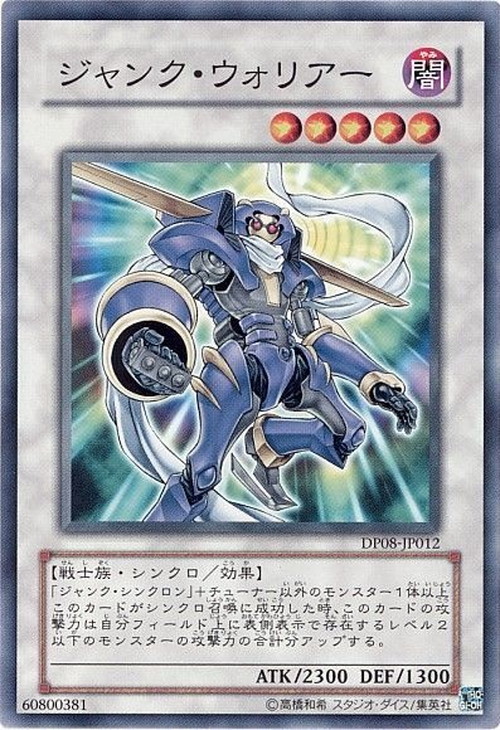 ジャンク・ウォリアー
やみ
闇
DP08-JP012
【戦士族・シンクロ/効果】
「ジャンク・シンクロン」+チューナー以外のモンスター1体以上
このカードがシンクロ召喚に成功した時、このカードの攻
撃力は自分フィールド上に表側表示で存在するレベル2
以下のモンスターの攻撃力の合計分アップする。
ATK/2300 DEF/1300
60800381
©高橋和希 スタジオ・ダイス/集英社